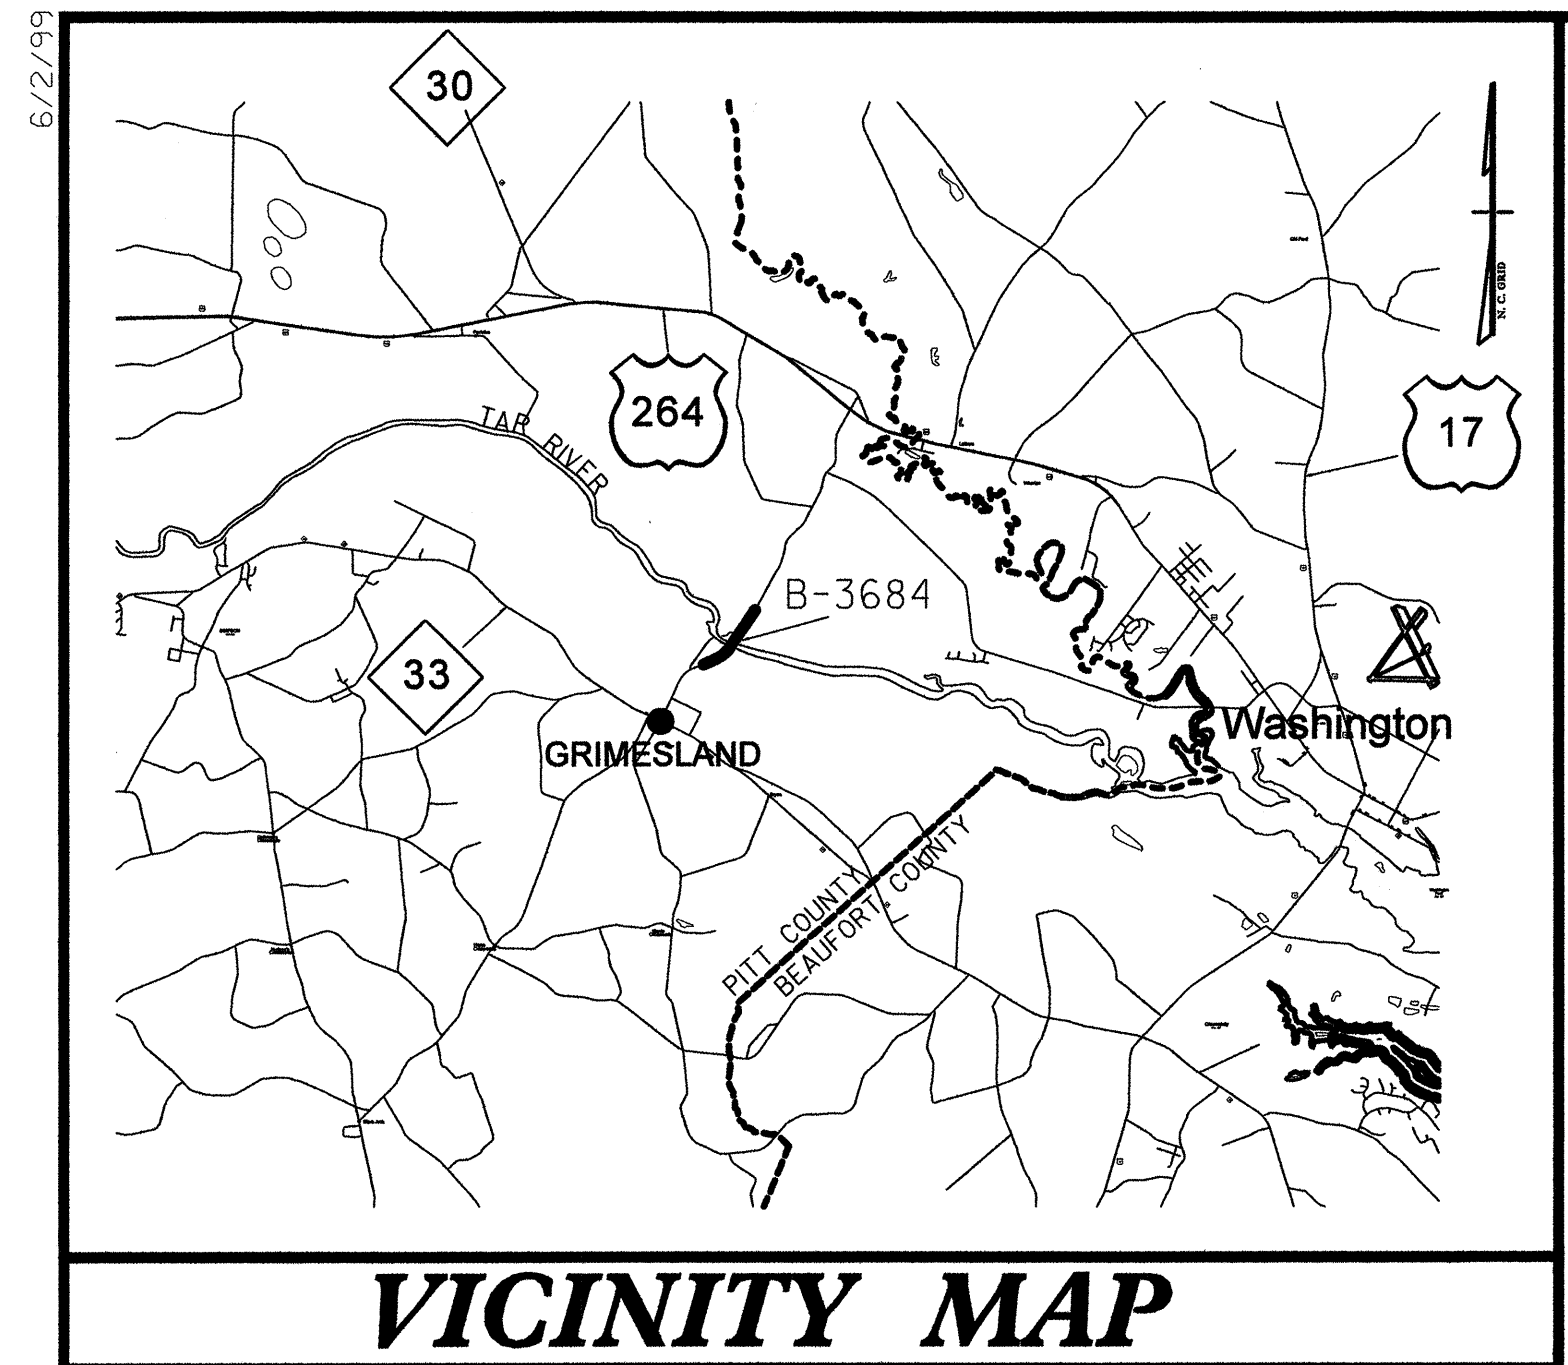 6/2/99
30
N. C. GRID
264
17
TAR RIVER
B-3684
33
Washington
GRIMESLAND
PITT COUNTY
BEAUFORT COUNTY
VICINITY MAP